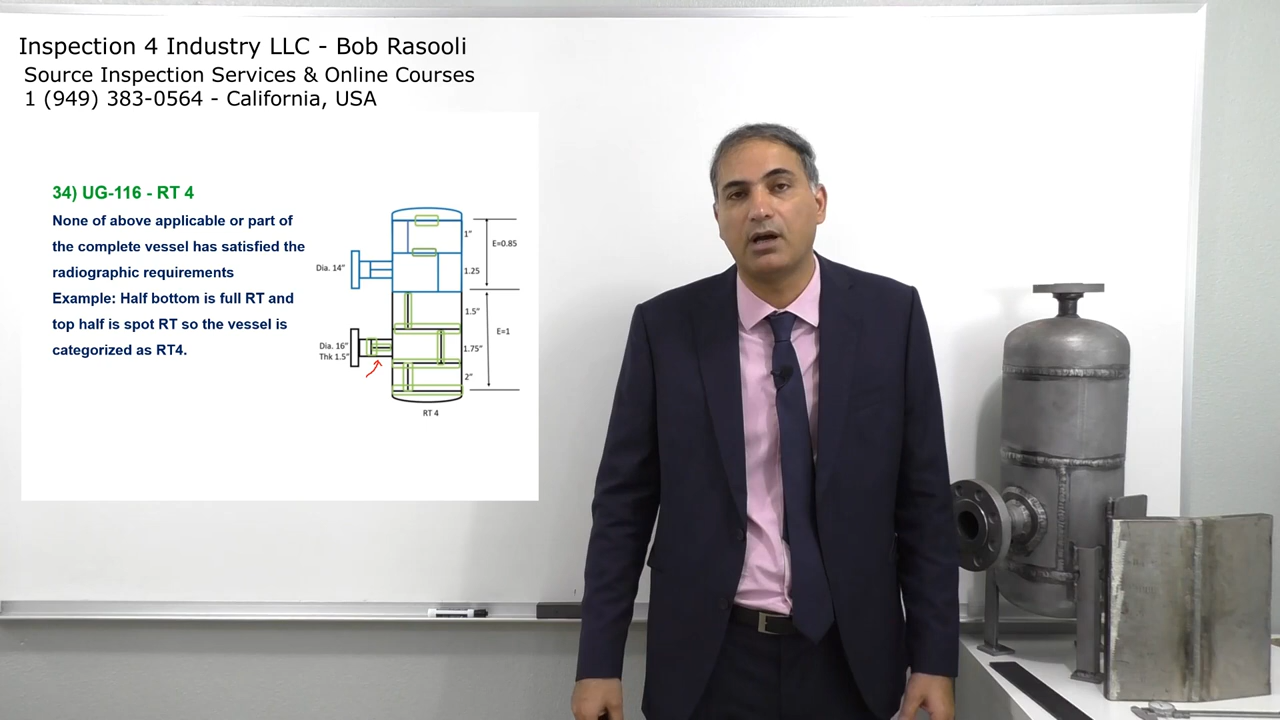 Inspection 4 Industry LLC - Bob Rasooli
Source Inspection Services & Online Courses
1 (949) 383-0564 - California, USA
34) UG-116 - RT 4
None of above applicable or part of
the complete vessel has satisfied the
radiographic requirements
Example: Half bottom is full RT and
top half is spot RT so the vessel is
categorized as RT4.
1"
E=0.85
Dia. 14"
1.25
1.5"
E=1
Dia. 16"
Thk 1.5"
1.75"
2"
RT 4